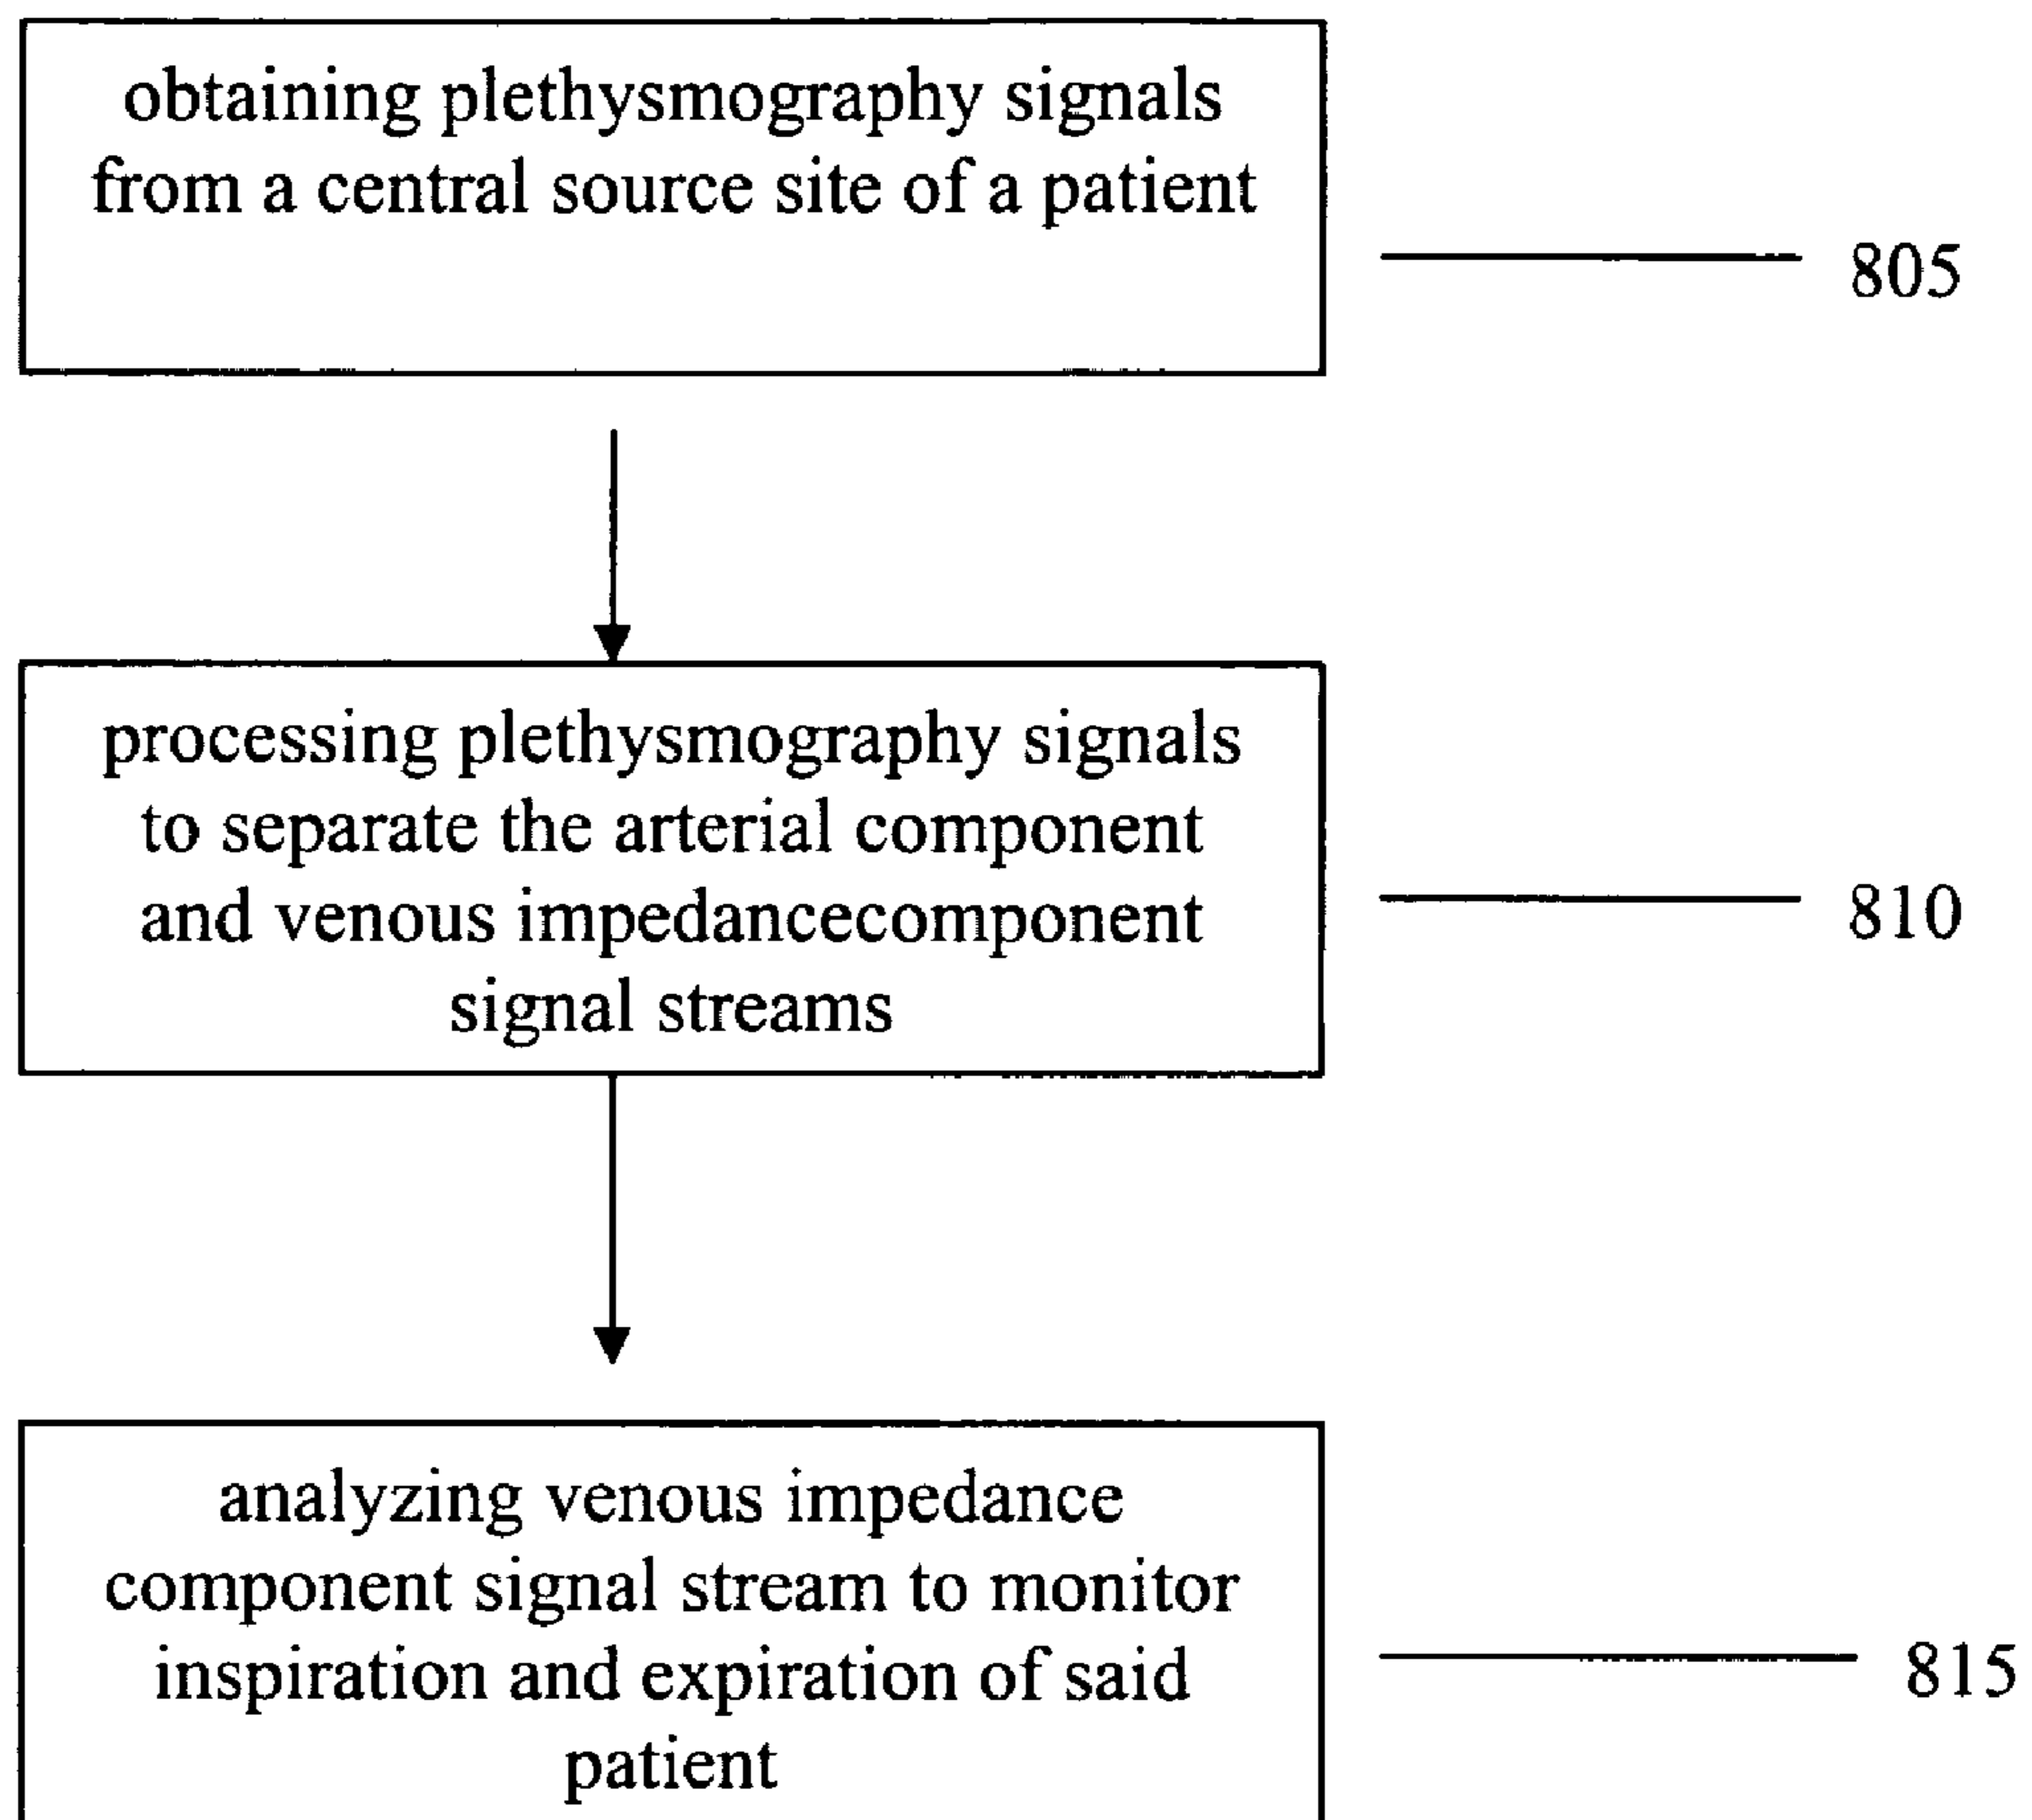 obtaining plethysmography signals
from a central source site of a patient
805
processing plethysmography signals
to separate the arterial component
and venous impedancecomponent
signal streams
810
analyzing venous impedance
component signal stream to monitor
inspiration and expiration of said
patient
815